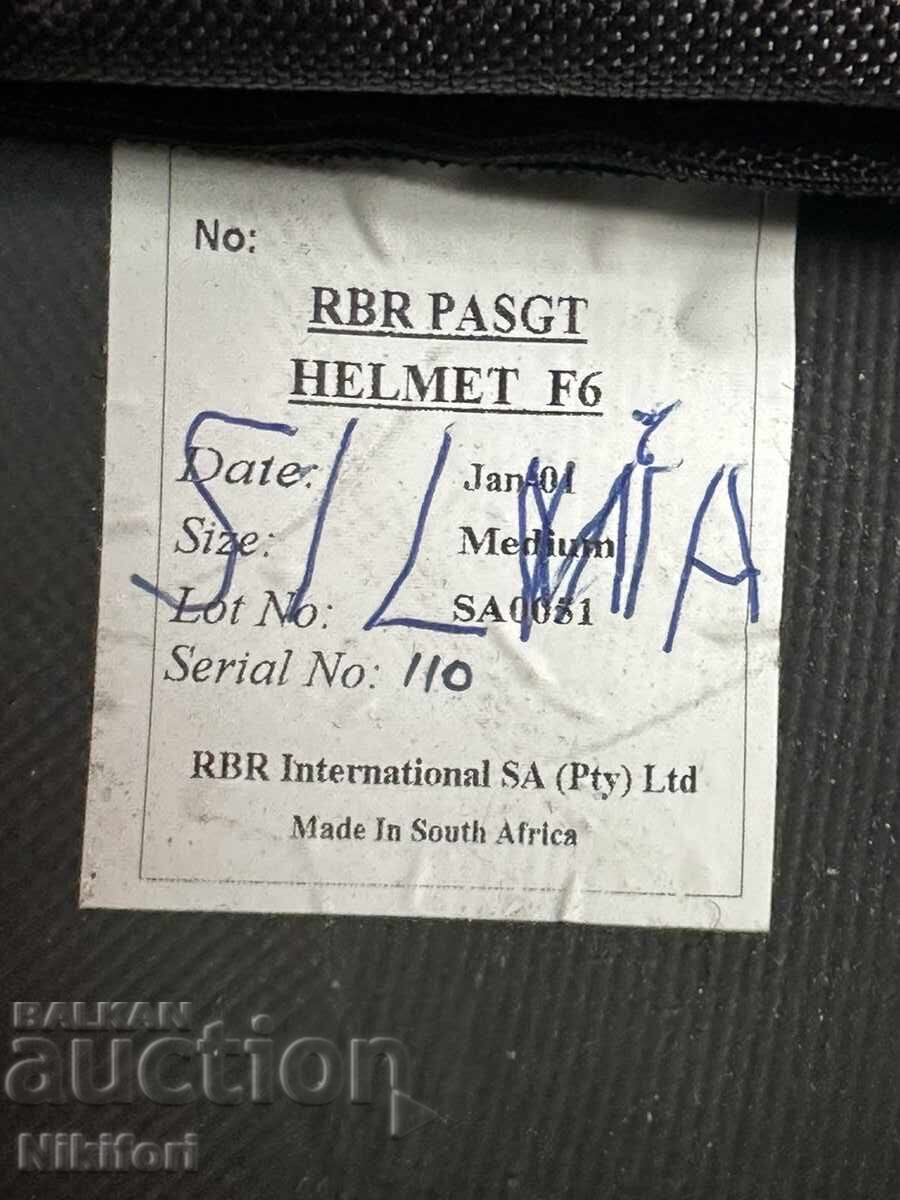 No:
RBR PASGT
HELMET F6
Date: Jan-01
Size: Medium
Lot No: SA0051
Serial No: 110
RBR International SA (Pty) Ltd
Made In South Africa
BALKAN
auction
Nikifori